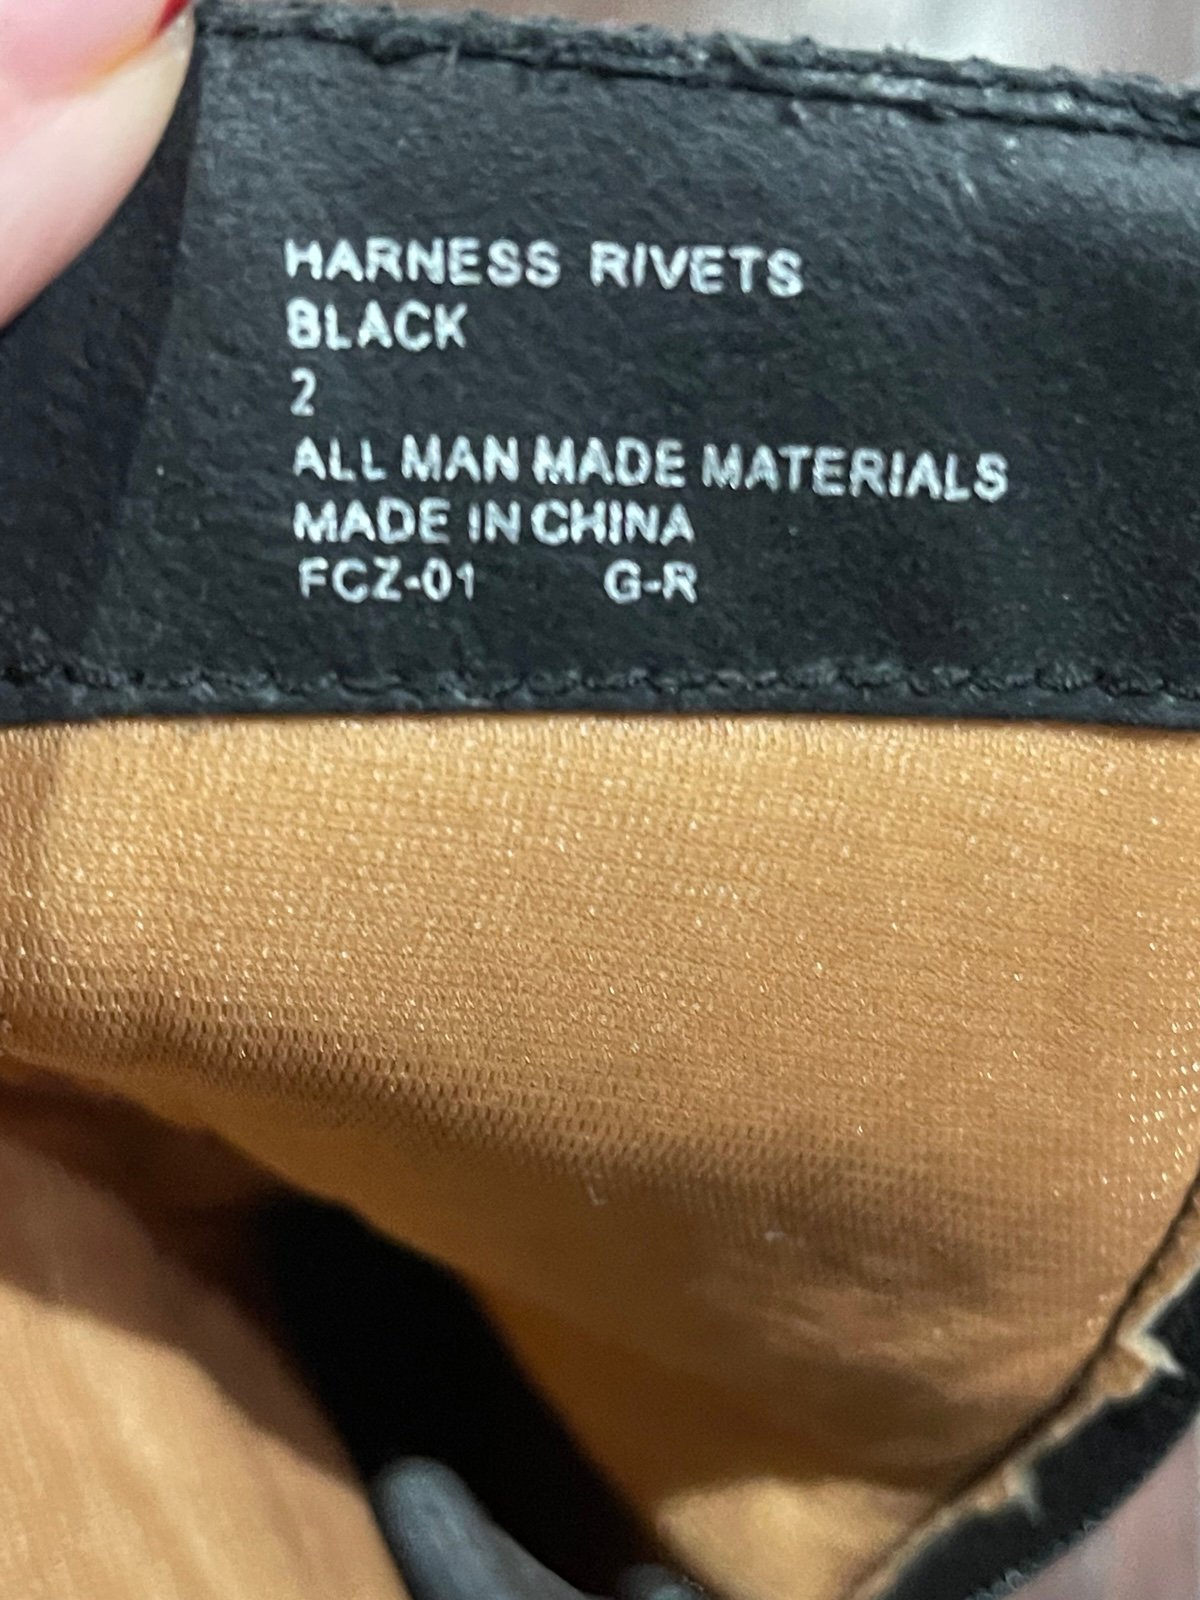 HARNESS RIVETS
BLACK
2
ALL MAN MADE MATERIALS
MADE IN CHINA
FCZ-01 G-R